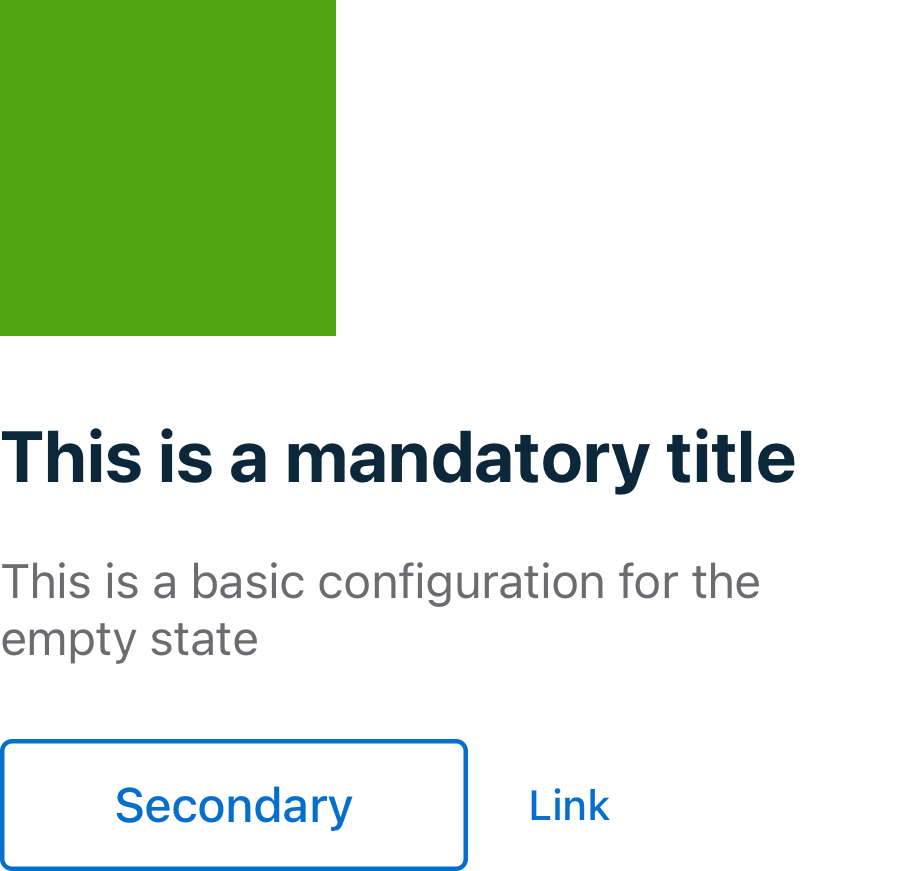 This is a mandatory title
This is a basic configuration for the
empty state
Secondary
Link